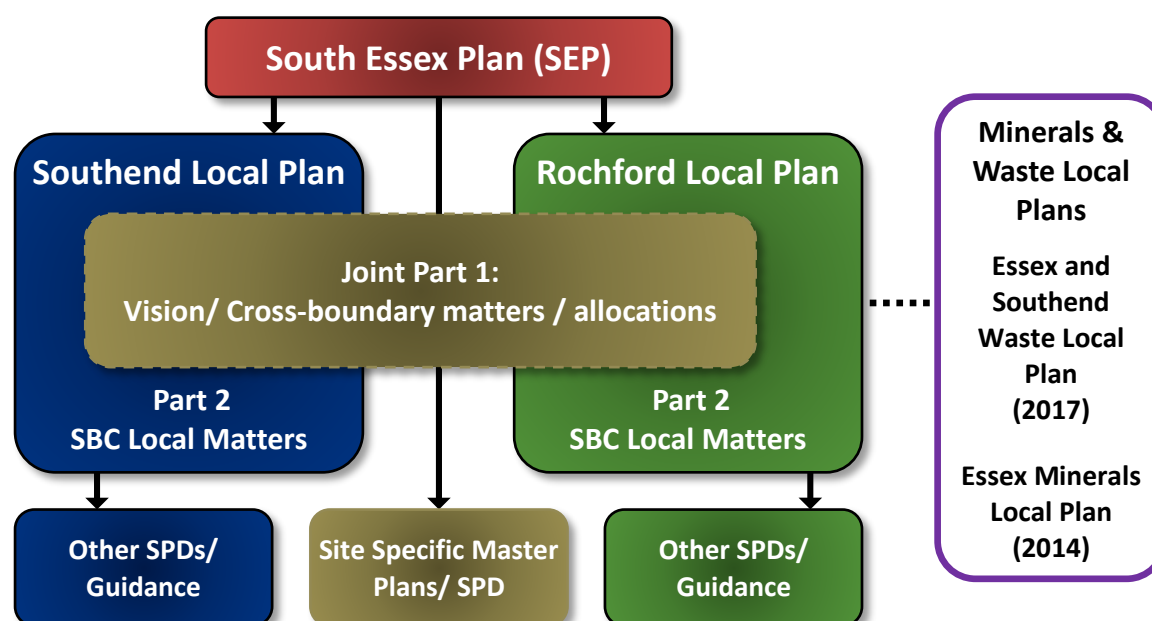 South Essex Plan (SEP)
Southend Local Plan
Rochford Local Plan
Joint Part 1:
Vision/ Cross-boundary matters / allocations
Part 2
SBC Local Matters
Part 2
SBC Local Matters
Other SPDs/
Guidance
Site Specific Master
Plans/ SPD
Other SPDs/
Guidance
Minerals &
Waste Local
Plans
Essex and
Southend
Waste Local
Plan
(2017)
Essex Minerals
Local Plan
(2014)